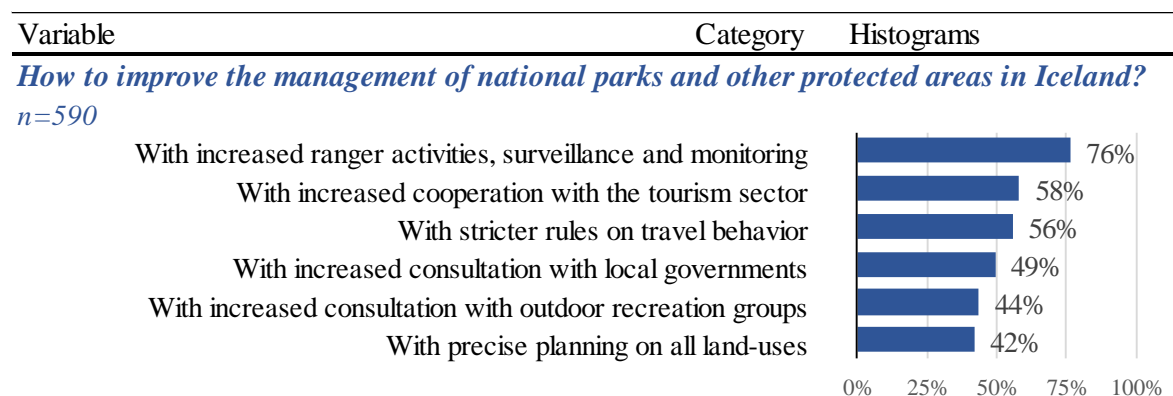 Variable Category Histograms
How to improve the management of national parks and other protected areas in Iceland?
n=590
With increased ranger activities, surveillance and monitoring 76%
With increased cooperation with the tourism sector 58%
With stricter rules on travel behavior 56%
With increased consultation with local governments 49%
With increased consultation with outdoor recreation groups 44%
With precise planning on all land-uses 42%
0% 25% 50% 75% 100%